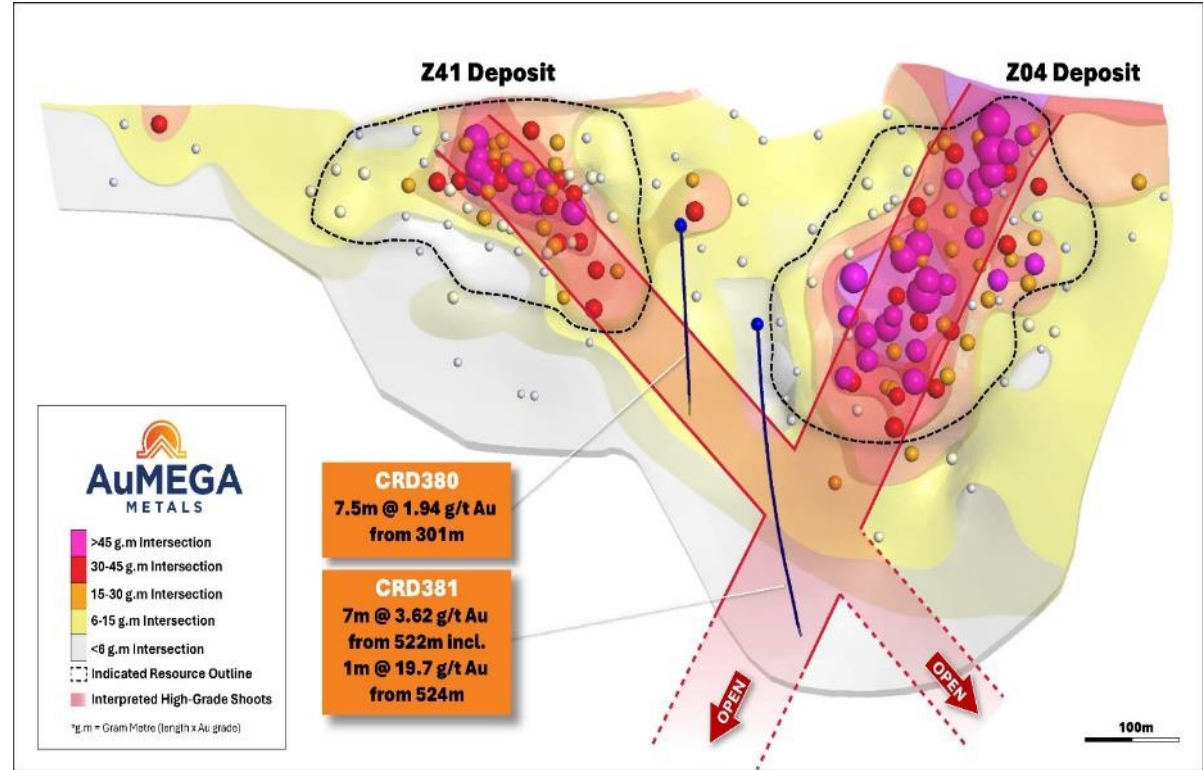 Z41 Deposit
Z04 Deposit
CRD380
7.5m @ 1.94 g/t Au
from 301m
CRD381
7m @ 3.62 g/t Au
from 522m incl.
1m @ 19.7 g/t Au
from 524m
AuMEGA
METALS
>45 g.m Intersection
30-45 g.m Intersection
15-30 g.m Intersection
6-15 g.m Intersection
<6 g.m Intersection
Indicated Resource Outline
Interpreted High-Grade Shoots
*g.m = Gram Metre (length x Au grade)
OPEN
OPEN
100m